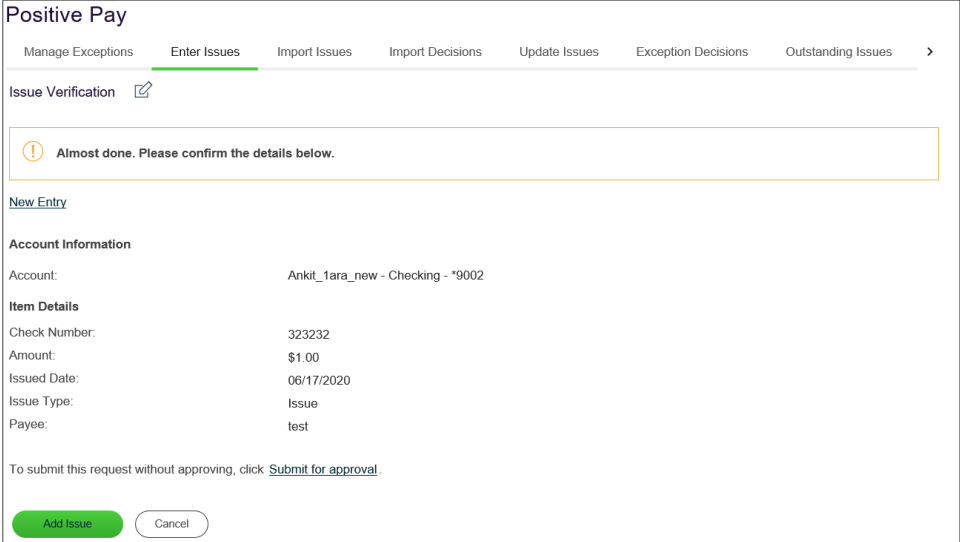 Positive Pay
Manage Exceptions Enter Issues Import Issues Import Decisions Update Issues Exception Decisions Outstanding Issues
Issue Verification
Almost done. Please confirm the details below.
New Entry
Account Information
Account: Ankit_1ara_new - Checking - *9002
Item Details
Check Number: 323232
Amount: $1.00
Issued Date: 06/17/2020
Issue Type: Issue
Payee: test
To submit this request without approving, click Submit for approval.
Add Issue Cancel